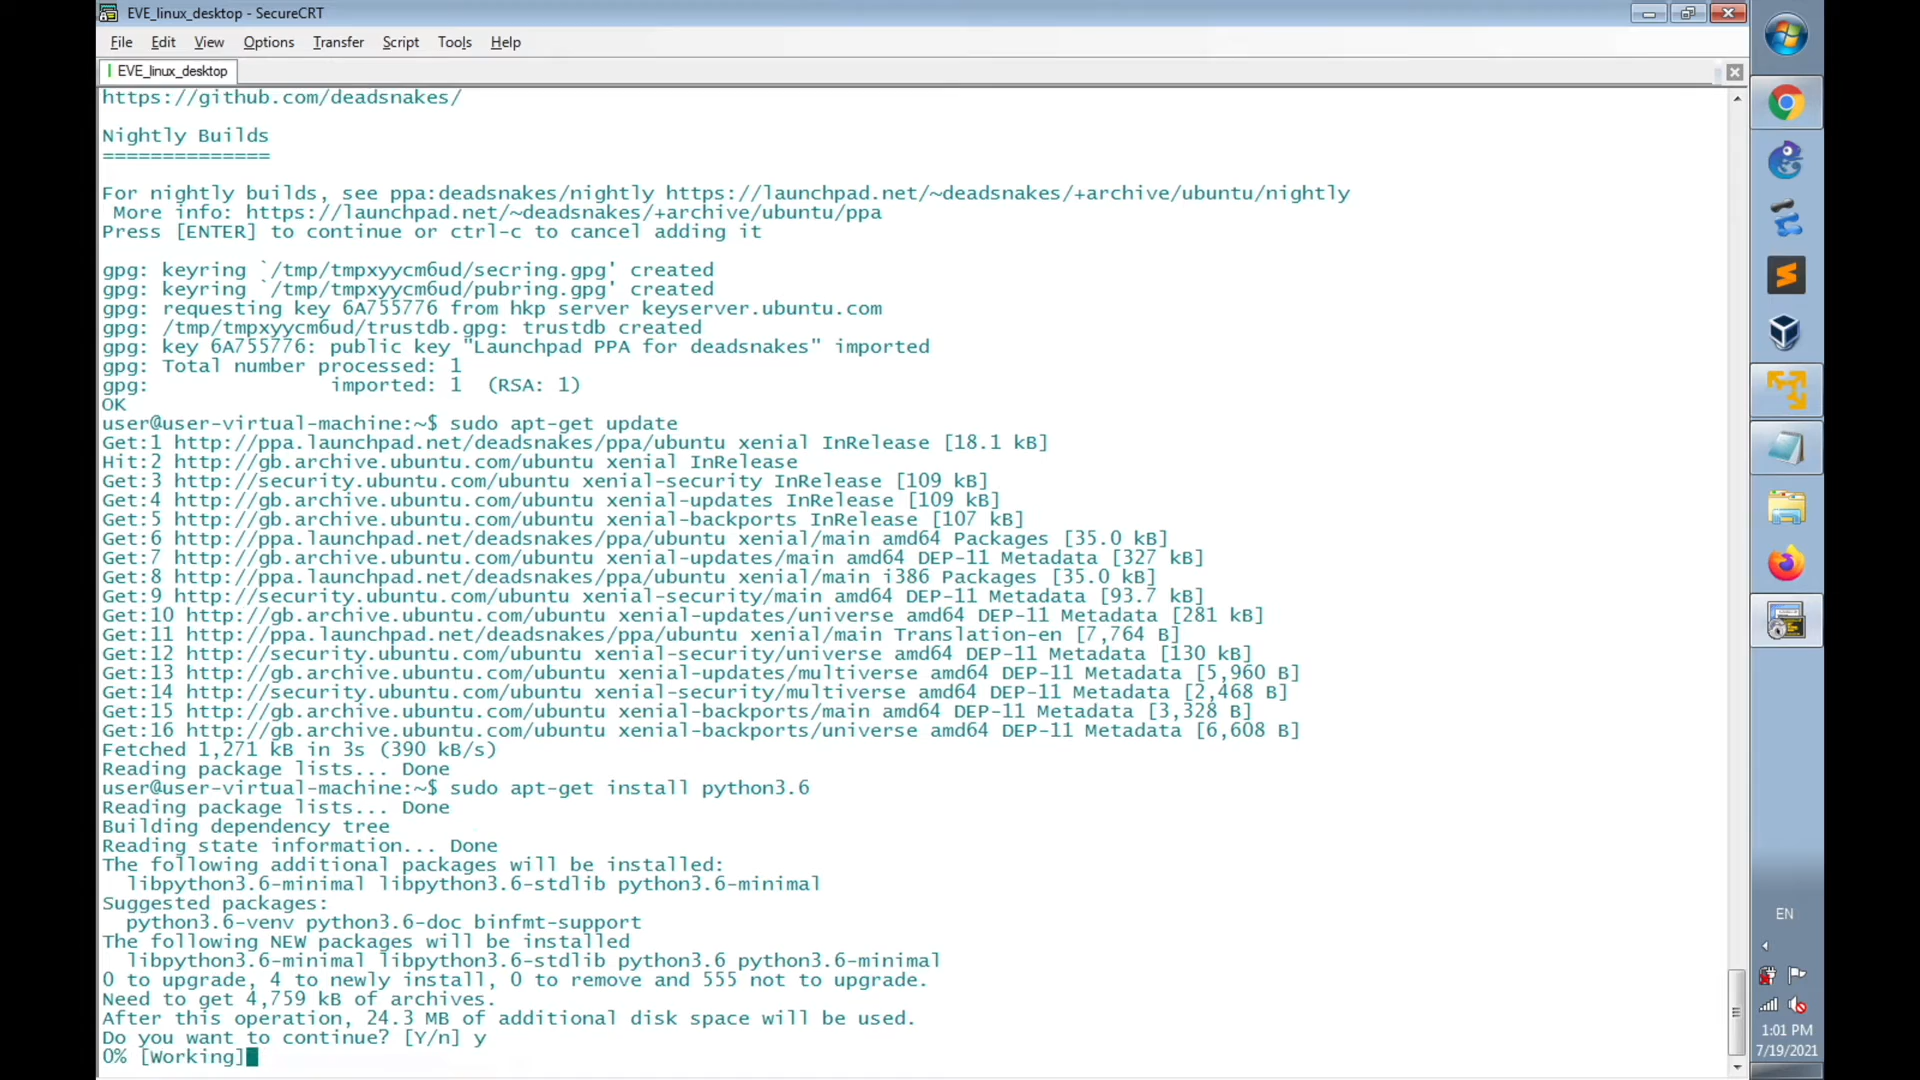 EVE_linux_desktop - SecureCRT
File Edit View Options Transfer Script Tools Help
EVE_linux_desktop
https://github.com/deadsnakes/
Nightly Builds
==============
For nightly builds, see ppa:deadsnakes/nightly https://launchpad.net/~deadsnakes/+archive/ubuntu/nightly
More info: https://launchpad.net/~deadsnakes/+archive/ubuntu/ppa
Press [ENTER] to continue or ctrl-c to cancel adding it
gpg: keyring `/tmp/tmpxyycm6ud/secring.gpg' created
gpg: keyring `/tmp/tmpxyycm6ud/pubring.gpg' created
gpg: requesting key 6A755776 from hkp server keyserver.ubuntu.com
gpg: /tmp/tmpxyycm6ud/trustdb.gpg: trustdb created
gpg: key 6A755776: public key "Launchpad PPA for deadsnakes" imported
gpg: Total number processed: 1
gpg: imported: 1 (RSA: 1)
OK
user@user-virtual-machine:~$ sudo apt-get update
Get:1 http://ppa.launchpad.net/deadsnakes/ppa/ubuntu xenial InRelease [18.1 kB]
Hit:2 http://gb.archive.ubuntu.com/ubuntu xenial InRelease
Get:3 http://security.ubuntu.com/ubuntu xenial-security InRelease [109 kB]
Get:4 http://gb.archive.ubuntu.com/ubuntu xenial-updates InRelease [109 kB]
Get:5 http://gb.archive.ubuntu.com/ubuntu xenial-backports InRelease [107 kB]
Get:6 http://ppa.launchpad.net/deadsnakes/ppa/ubuntu xenial/main amd64 Packages [35.0 kB]
Get:7 http://gb.archive.ubuntu.com/ubuntu xenial-updates/main amd64 DEP-11 Metadata [327 kB]
Get:8 http://ppa.launchpad.net/deadsnakes/ppa/ubuntu xenial/main i386 Packages [35.0 kB]
Get:9 http://security.ubuntu.com/ubuntu xenial-security/main amd64 DEP-11 Metadata [93.7 kB]
Get:10 http://gb.archive.ubuntu.com/ubuntu xenial-updates/universe amd64 DEP-11 Metadata [281 kB]
Get:11 http://ppa.launchpad.net/deadsnakes/ppa/ubuntu xenial/main Translation-en [7,764 B]
Get:12 http://security.ubuntu.com/ubuntu xenial-security/universe amd64 DEP-11 Metadata [130 kB]
Get:13 http://gb.archive.ubuntu.com/ubuntu xenial-updates/multiverse amd64 DEP-11 Metadata [5,960 B]
Get:14 http://security.ubuntu.com/ubuntu xenial-security/multiverse amd64 DEP-11 Metadata [2,468 B]
Get:15 http://gb.archive.ubuntu.com/ubuntu xenial-backports/main amd64 DEP-11 Metadata [3,328 B]
Get:16 http://gb.archive.ubuntu.com/ubuntu xenial-backports/universe amd64 DEP-11 Metadata [6,608 B]
Fetched 1,271 kB in 3s (390 kB/s)
Reading package lists... Done
user@user-virtual-machine:~$ sudo apt-get install python3.6
Reading package lists... Done
Building dependency tree
Reading state information... Done
The following additional packages will be installed:
libpython3.6-minimal libpython3.6-stdlib python3.6-minimal
Suggested packages:
python3.6-venv python3.6-doc binfmt-support
The following NEW packages will be installed
libpython3.6-minimal libpython3.6-stdlib python3.6 python3.6-minimal
0 to upgrade, 4 to newly install, 0 to remove and 555 not to upgrade.
Need to get 4,759 kB of archives.
After this operation, 24.3 MB of additional disk space will be used.
Do you want to continue? [Y/n] y
0% [Working]
EN
1:01 PM
7/19/2021